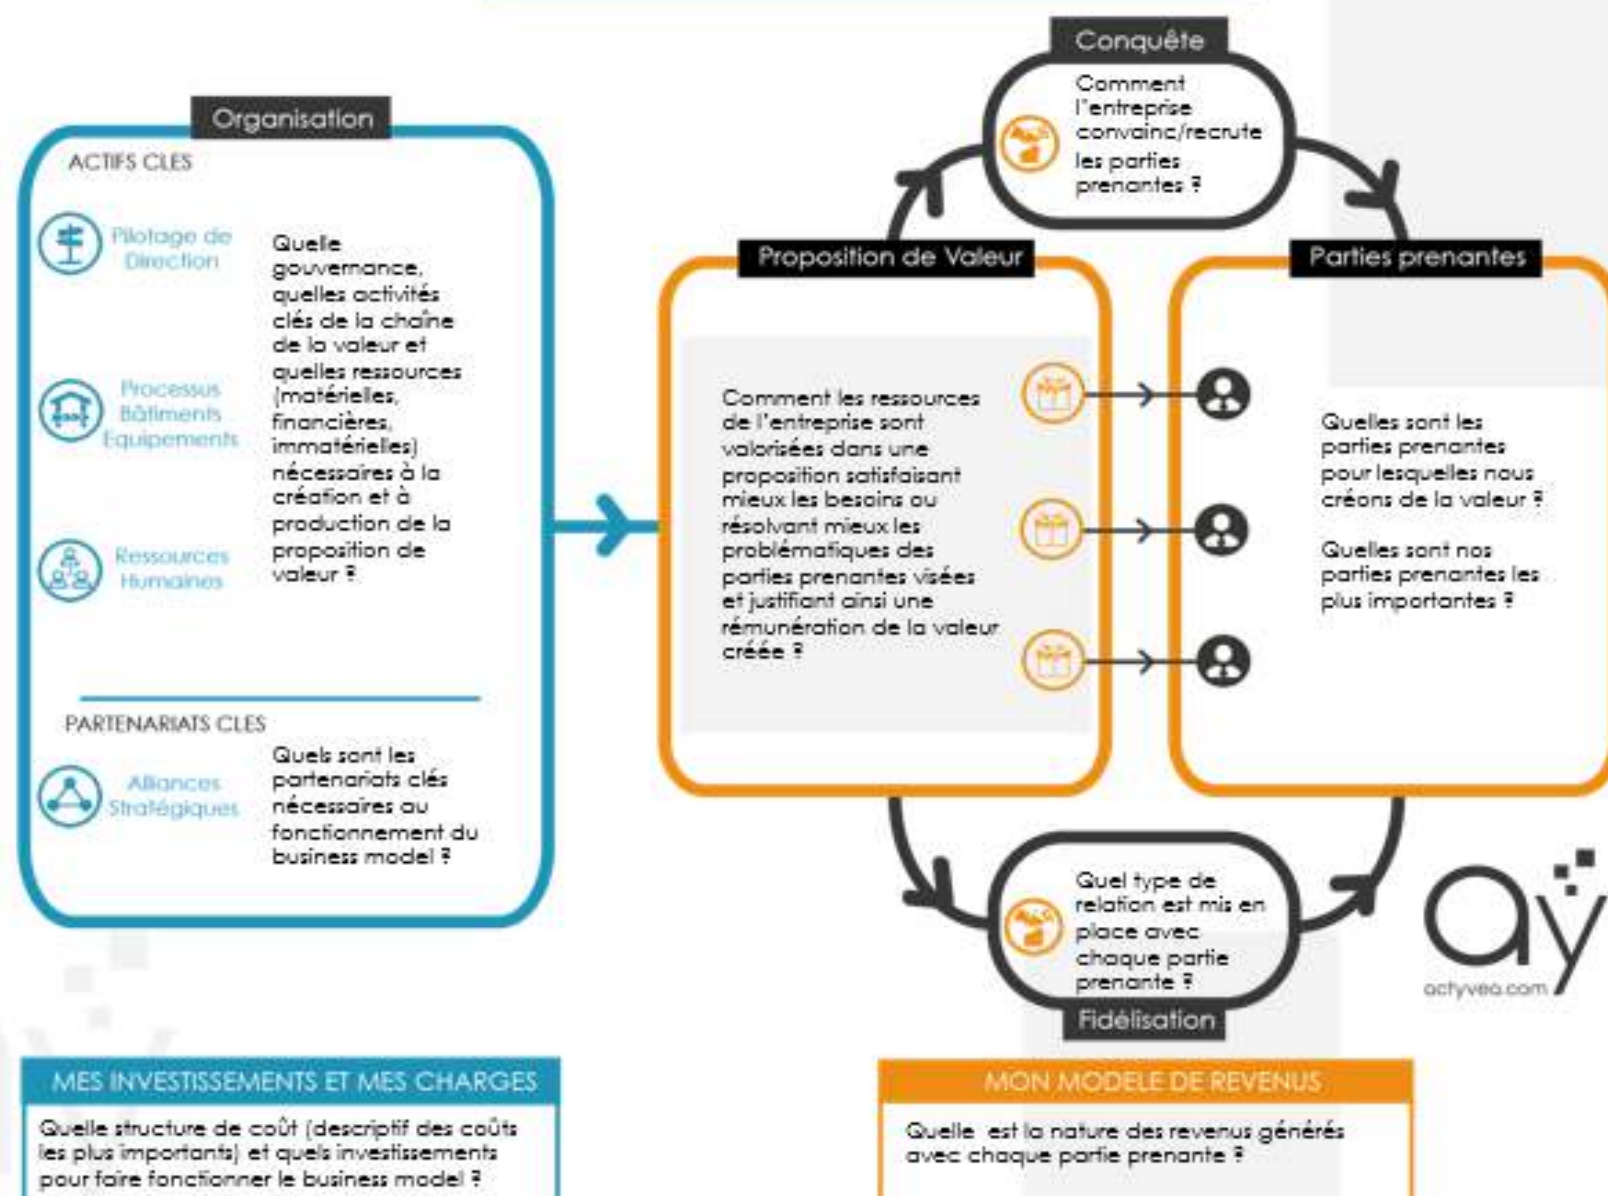 Organisation
ACTIFS CLES
Pilotage de
Direction
Quelle
gouvernance,
quelles activités
clés de la chaîne
de la valeur et
quelles ressources
(matérielles,
financières,
immatérielles)
nécessaires à la
création et à
production de la
proposition de
valeur ?
Processus
Bâtiments
Equipements
Ressources
Humaines
PARTENARIATS CLES
Alliances
Stratégiques
Quels sont les
partenariats clés
nécessaires au
fonctionnement du
business model ?
Conquête
Comment
l'entreprise
convainc/recrute
les parties
prenantes ?
Proposition de Valeur
Comment les ressources
de l'entreprise sont
valorisées dans une
proposition satisfaisant
mieux les besoins ou
résolvant mieux les
problématiques des
parties prenantes visées
et justifiant ainsi une
rémunération de la valeur
créée ?
Parties prenantes
Quelles sont les
parties prenantes
pour lesquelles nous
créons de la valeur ?
Quelles sont nos
parties prenantes les
plus importantes ?
Quel type de
relation est mis en
place avec
chaque partie
prenante ?
Fidélisation
ay
actyvea.com
MES INVESTISSEMENTS ET MES CHARGES
Quelle structure de coût (descriptif des coûts
les plus importants) et quels investissements
pour faire fonctionner le business model ?
MON MODELE DE REVENUS
Quelle est la nature des revenus générés
avec chaque partie prenante ?